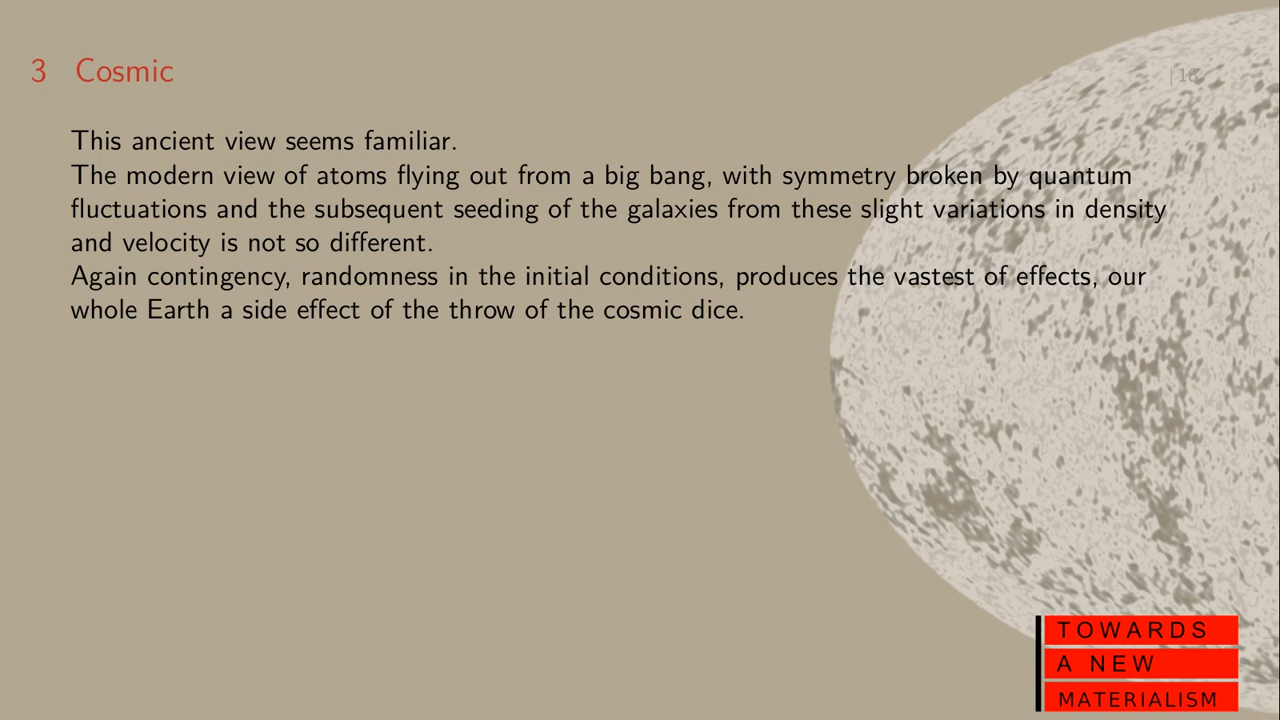 3 Cosmic
| 18
This ancient view seems familiar.
The modern view of atoms flying out from a big bang, with symmetry broken by quantum
fluctuations and the subsequent seeding of the galaxies from these slight variations in density
and velocity is not so different.
Again contingency, randomness in the initial conditions, produces the vastest of effects, our
whole Earth a side effect of the throw of the cosmic dice.
TOWARDS
A NEW
MATERIALISM